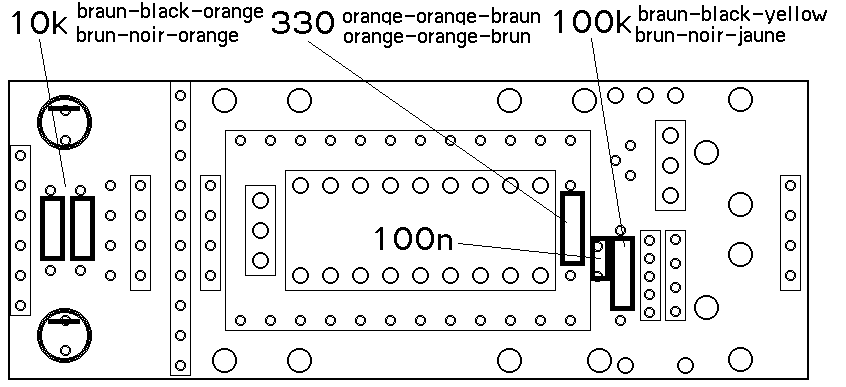 10k braun-black-orange
brun-noir-orange
330 orange-orange-braun
orange-orange-brun
100k braun-black-yellow
brun-noir-jaune
100n